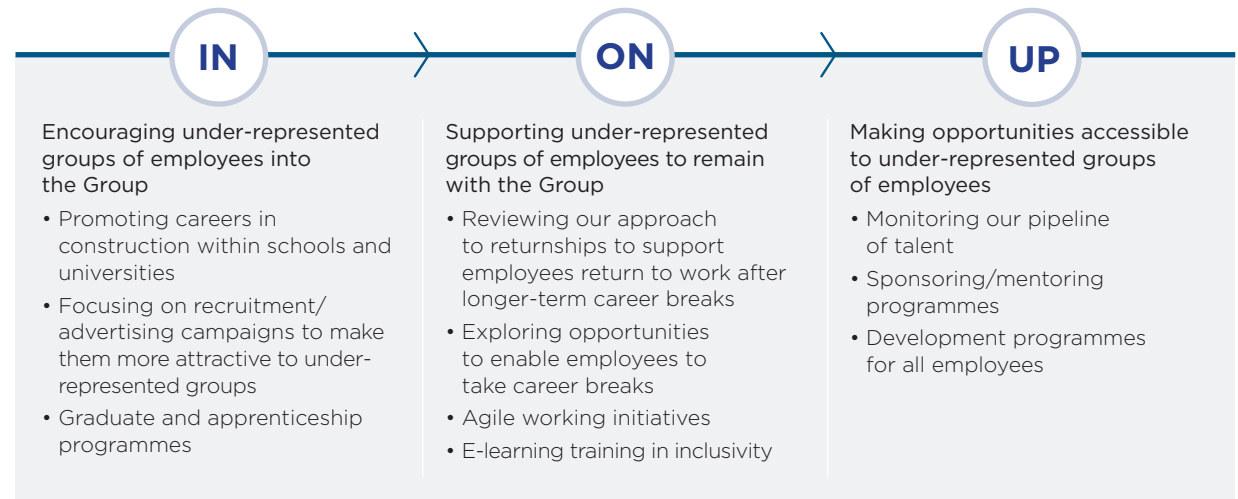 IN
Encouraging under-represented
groups of employees into
the Group
• Promoting careers in
construction within schools and
universities
• Focusing on recruitment/
advertising campaigns to make
them more attractive to under-
represented groups
• Graduate and apprenticeship
programmes
ON
Supporting under-represented
groups of employees to remain
with the Group
• Reviewing our approach
to returnships to support
employees return to work after
longer-term career breaks
• Exploring opportunities
to enable employees to
take career breaks
• Agile working initiatives
• E-learning training in inclusivity
UP
Making opportunities accessible
to under-represented groups
of employees
• Monitoring our pipeline
of talent
• Sponsoring/mentoring
programmes
• Development programmes
for all employees